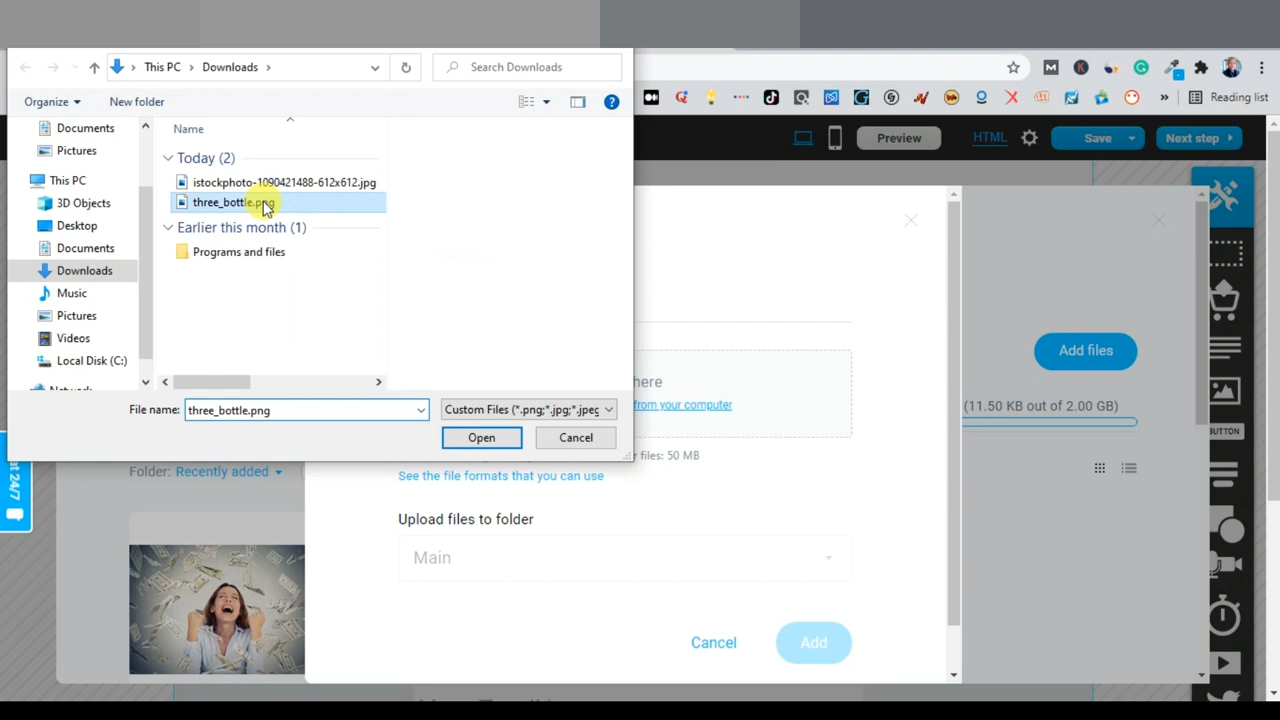 This PC > Downloads >
Search Downloads
Organize
New folder
Reading list
Documents
Pictures
This PC
3D Objects
Desktop
Documents
Downloads
Music
Pictures
Videos
Local Disk (C:)
Name
Today (2)
istockphoto-1090421488-612x612.jpg
three_bottle.png
Earlier this month (1)
Programs and files
File name: three_bottle.png
Custom Files (*.png;*.jpg;*.jpeg
Open
Cancel
Preview
HTML
Save
Next step
here
from your computer
r files: 50 MB
See the file formats that you can use
Upload files to folder
Main
Cancel
Add
Add files
(11.50 KB out of 2.00 GB)
BUTTON
24/7
Folder: Recently added